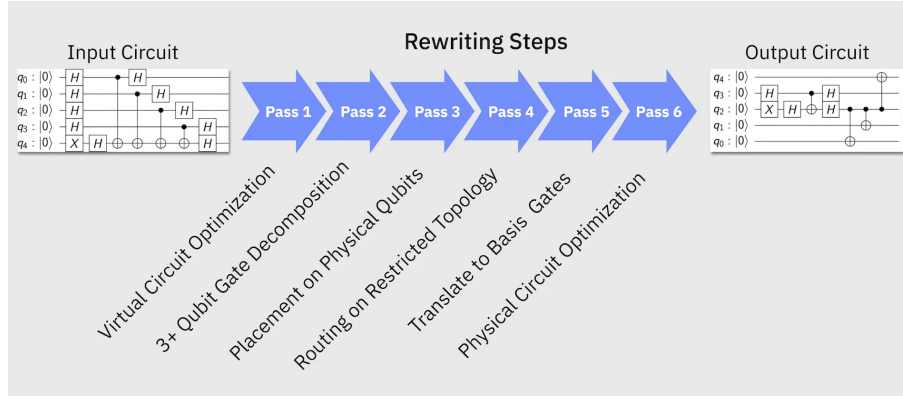 Rewriting Steps
Input Circuit
Output Circuit
q0 : |0⟩ H H
q1 : |0⟩ H H
q2 : |0⟩ H H
q3 : |0⟩ H H
q4 : |0⟩ X H H
Pass 1
Pass 2
Pass 3
Pass 4
Pass 5
Pass 6
q4 : |0⟩
q3 : |0⟩ H H
q2 : |0⟩ X H H
q1 : |0⟩
q0 : |0⟩
Virtual Circuit Optimization
3+ Qubit Gate Decomposition
Placement on Physical Qubits
Routing on Restricted Topology
Translate to Basis Gates
Physical Circuit Optimization